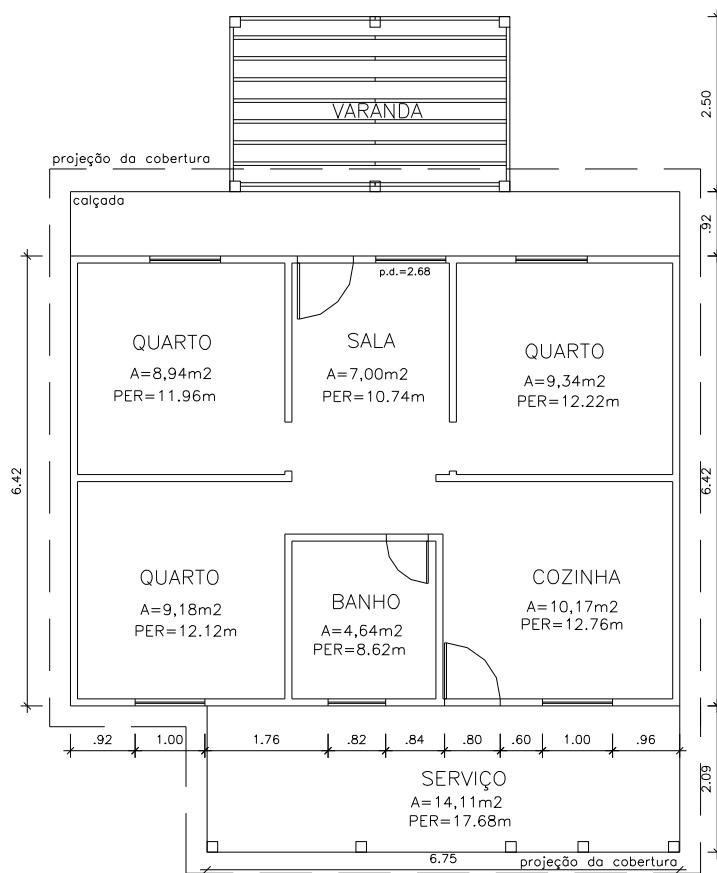 VARANDA
2.50
projeção da cobertura
calçada
.92
p.d.=2.68
QUARTO
A=8,94m2
PER=11.96m
SALA
A=7,00m2
PER=10.74m
QUARTO
A=9,34m2
PER=12.22m
6.42
6.42
QUARTO
A=9,18m2
PER=12.12m
BANHO
A=4,64m2
PER=8.62m
COZINHA
A=10,17m2
PER=12.76m
.92
1.00
1.76
.82
.84
.80
.60
1.00
.96
SERVIÇO
A=14,11m2
PER=17.68m
2.09
6.75
projeção da cobertura